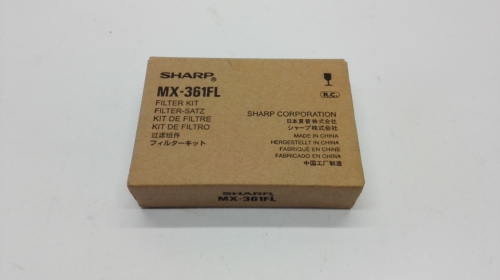 SHARP
MX-361FL
FILTER KIT
FILTER-SATZ
KIT DE FILTRE
KIT DE FILTRO
过滤组件
フィルターキット
R.C.
SHARP CORPORATION
日本夏普株式会社
シャープ株式会社
MADE IN CHINA
HERGESTELLT IN CHINA
FABRIQUÉ EN CHINE
FABRICADO EN CHINA
中国工厂制造
SHARP
MX-361FL